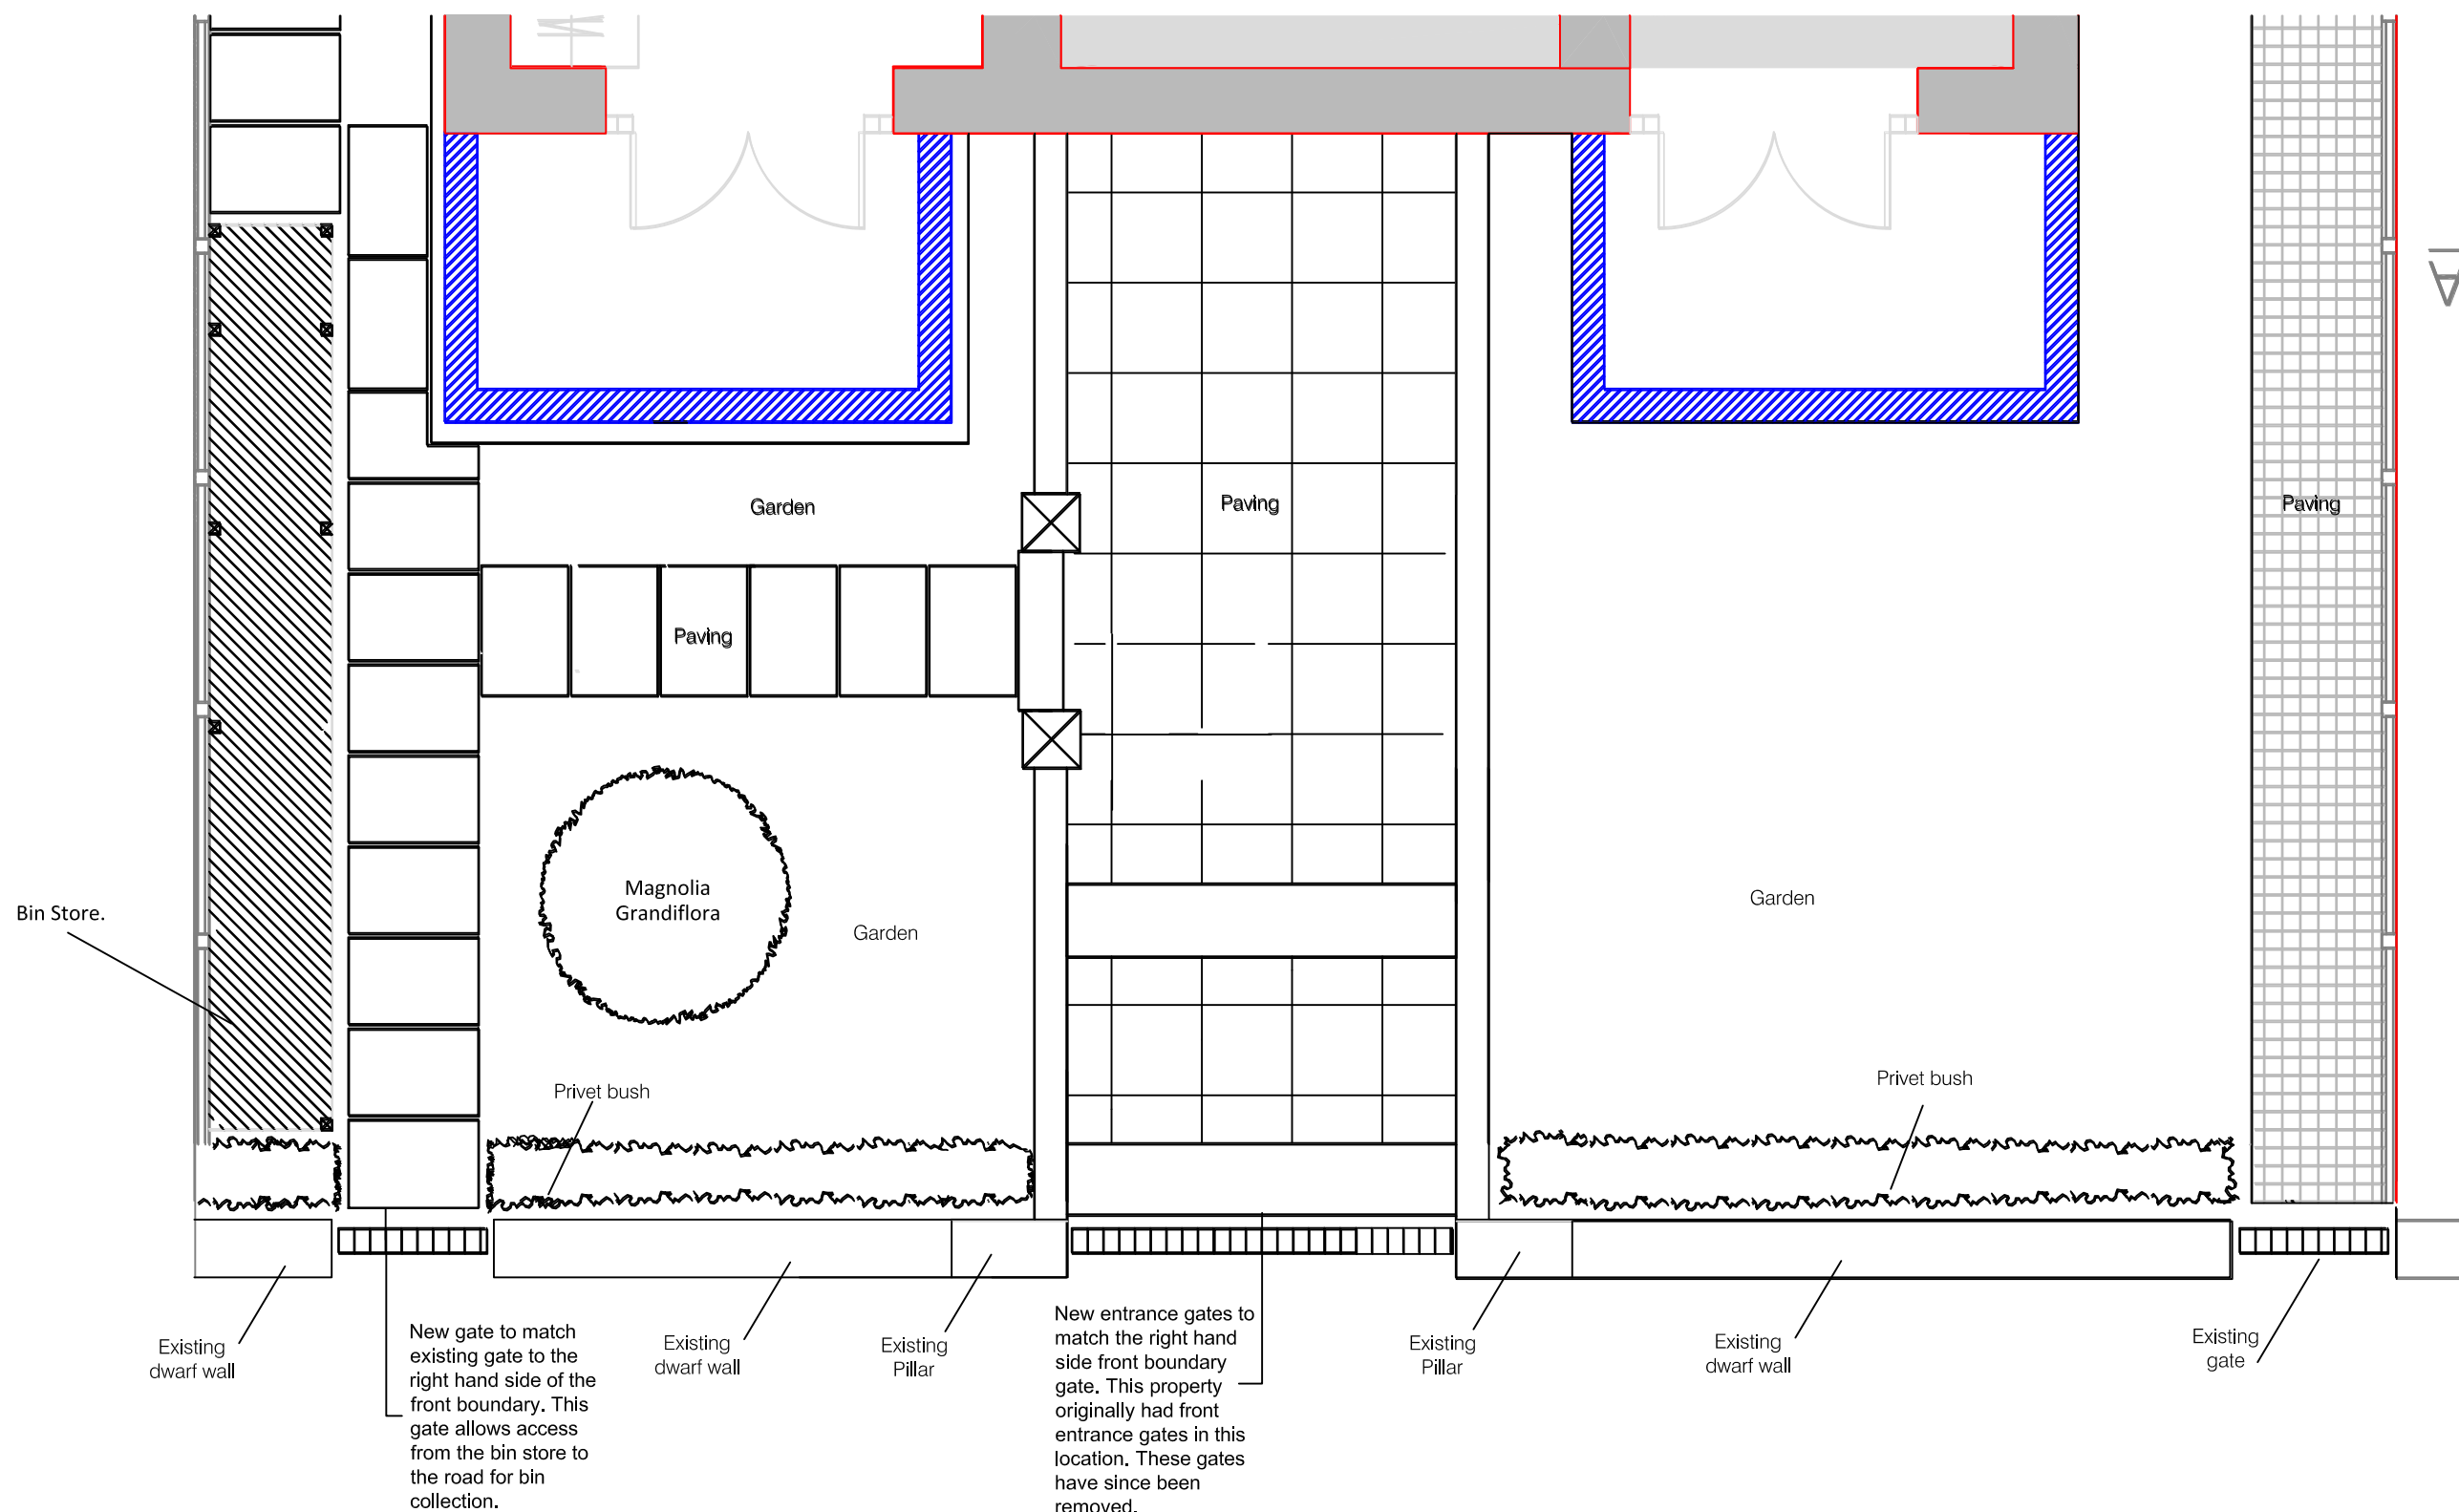 Garden
Paving
Paving
Paving
Magnolia
Grandiflora
Garden
Garden
Bin Store.
Privet bush
Privet bush
Existing
dwarf wall
New gate to match
existing gate to the
right hand side of the
front boundary. This
gate allows access
from the bin store to
the road for bin
collection.
Existing
dwarf wall
Existing
Pillar
New entrance gates to
match the right hand
side front boundary
gate. This property
originally had front
entrance gates in this
location. These gates
have since been
removed.
Existing
Pillar
Existing
dwarf wall
Existing
gate